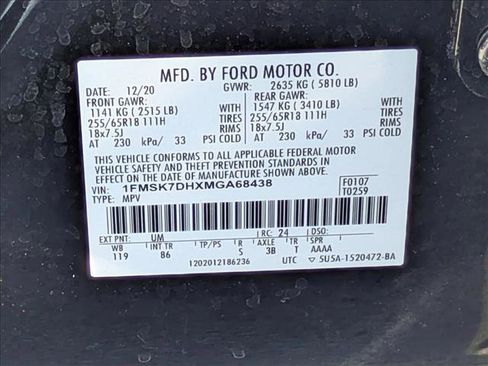 MFD. BY FORD MOTOR CO.
DATE: 12/20 GVWR: 2635 KG ( 5810 LB)
FRONT GAWR: REAR GAWR:
1141 KG ( 2515 LB) WITH 1547 KG ( 3410 LB) WITH
255/65R18 111H TIRES 255/65R18 111H TIRES
18x7.5J RIMS 18x7.5J RIMS
AT 230 kPa/ 33 PSI COLD AT 230 kPa/ 33 PSI COLD
THIS VEHICLE CONFORMS TO ALL APPLICABLE FEDERAL MOTOR
VEHICLE SAFETY AND THEFT PREVENTION STANDARDS IN EFFECT
ON THE DATE OF MANUFACTURE SHOWN ABOVE.
VIN: 1FMSK7DHXMGA68438 F0107
TYPE: MPV T0259
EXT PNT: UM RC: 24 DSO:
WB INT TR TP/PS R AXLE TR SPR
119 86 S 3B T AAAA
1202012186236 UTC 5U5A-1520472-BA